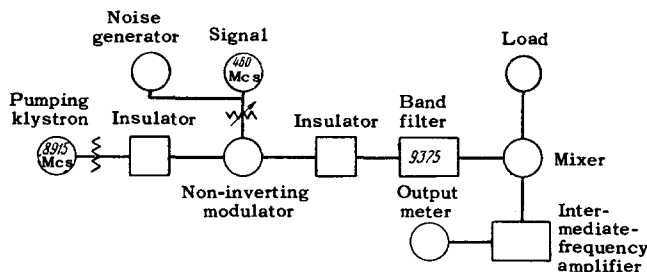 Noise
generator
Signal
460
Mcs
Load
Pumping
klystron
8915
Mcs
Insulator
Non-inverting
modulator
Insulator
Band
filter
9375
Mixer
Output
meter
Inter-
mediate-
frequency
amplifier